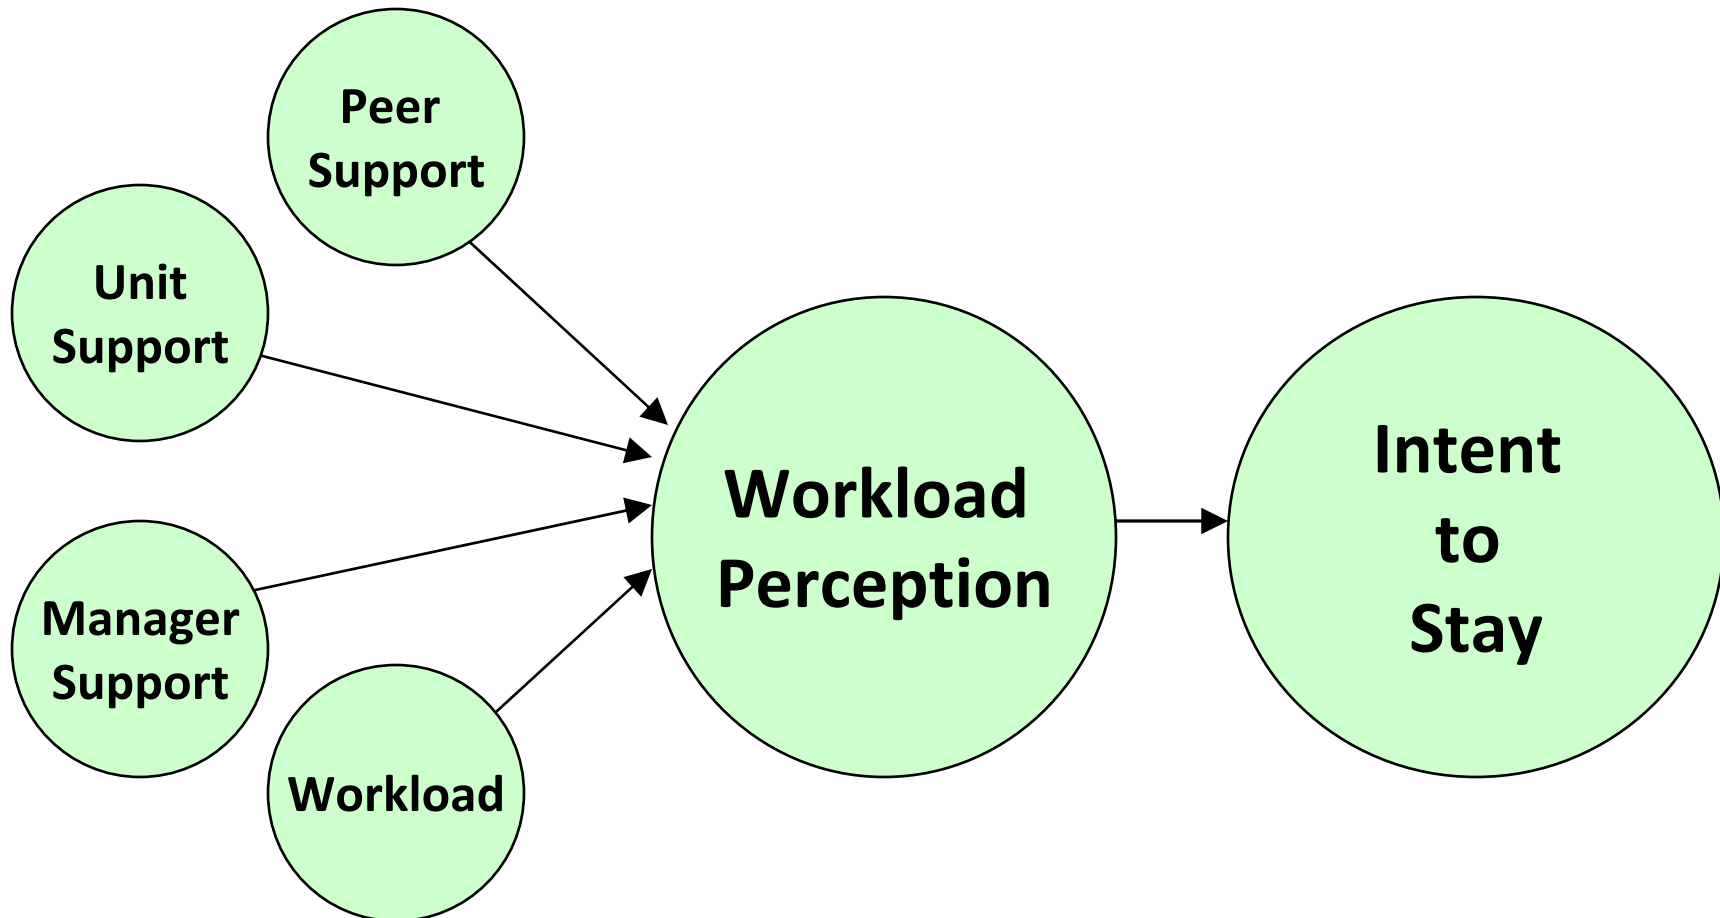 Peer
Support
Unit
Support
Manager
Support
Workload
Workload
Perception
Intent
to
Stay